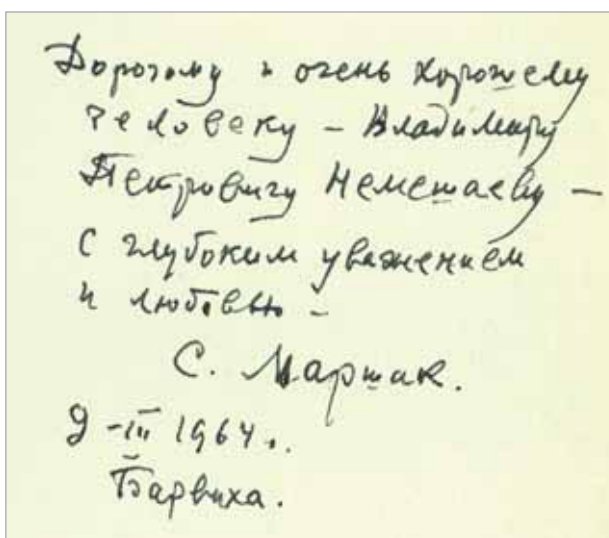 Дорогому и очень хорошему
человеку – Владимиру
Петровичу Немешаеву –
с глубоким уважением
и любовью –
С. Маршак.
9 – III 1964 г.
Барвиха.